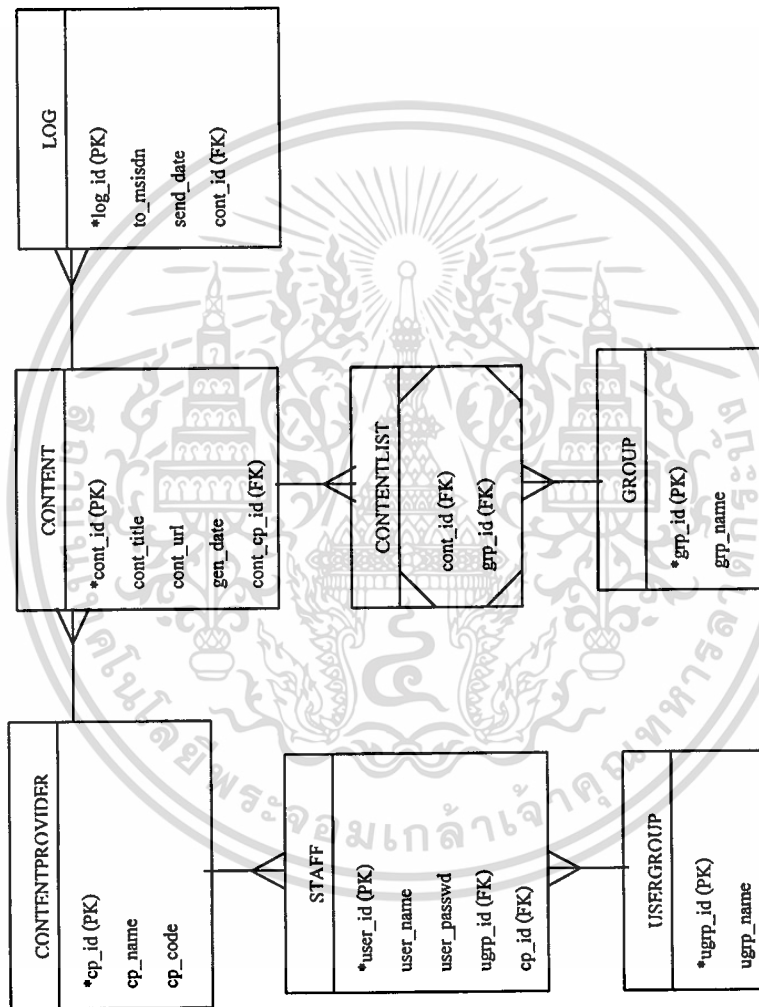 CONTENTPROVIDER
*cp_id (PK)
cp_name
cp_code
CONTENT
*cont_id (PK)
cont_title
cont_url
gen_date
cont_cp_id (FK)
LOG
*log_id (PK)
to_msisdn
send_date
cont_id (FK)
STAFF
*user_id (PK)
user_name
user_passwd
ugrp_id (FK)
cp_id (FK)
CONTENTLIST
cont_id (FK)
grp_id (FK)
USERGROUP
*ugrp_id (PK)
ugrp_name
GROUP
*grp_id (PK)
grp_name